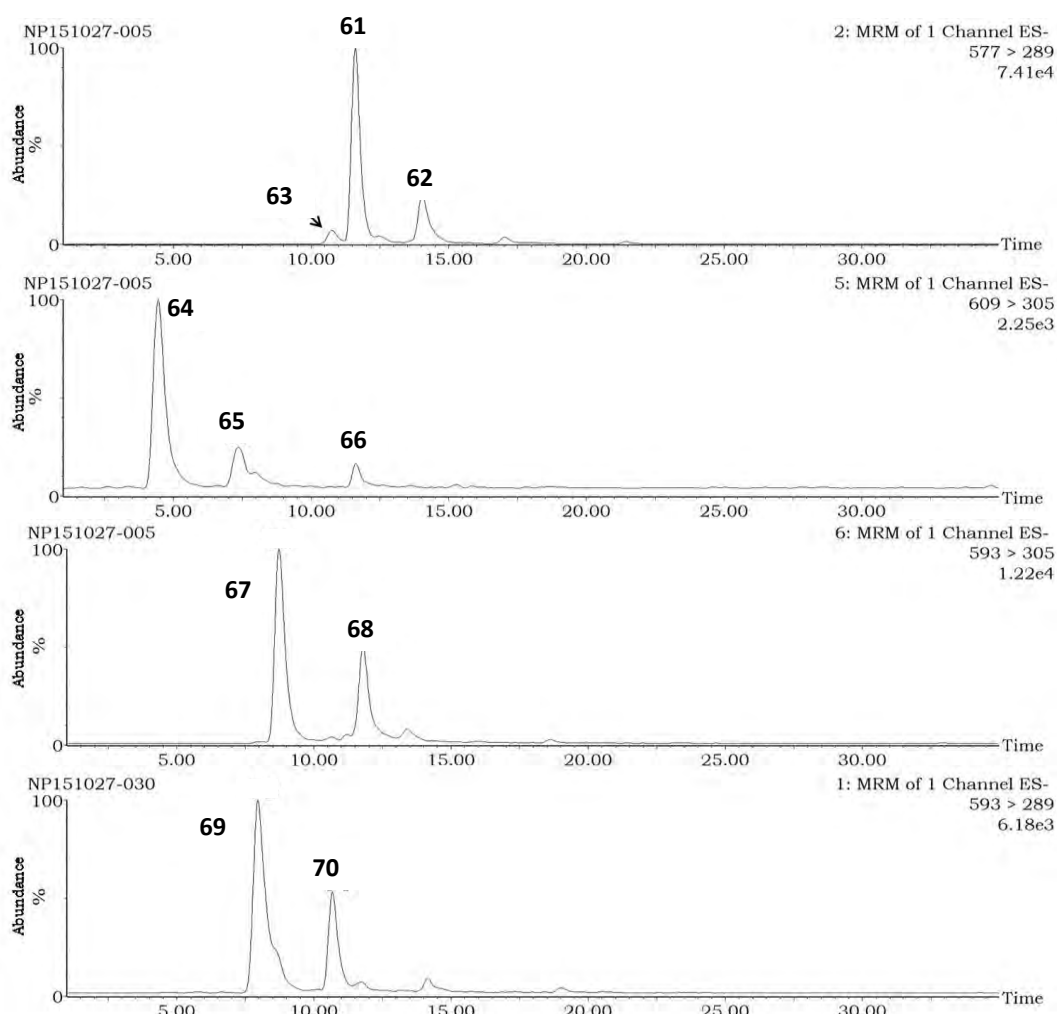 NP151027-005
61
2: MRM of 1 Channel ES-
577 > 289
7.41e4
100
Abundance
%
63
62
0
5.00 10.00 15.00 20.00 25.00 30.00
Time
NP151027-005
5: MRM of 1 Channel ES-
609 > 305
2.25e3
100
64
Abundance
%
65
66
0
5.00 10.00 15.00 20.00 25.00 30.00
Time
NP151027-005
6: MRM of 1 Channel ES-
593 > 305
1.22e4
100
Abundance
%
67
68
0
5.00 10.00 15.00 20.00 25.00 30.00
Time
NP151027-030
1: MRM of 1 Channel ES-
593 > 289
6.18e3
100
Abundance
%
69
70
0
5.00 10.00 15.00 20.00 25.00 30.00
Time